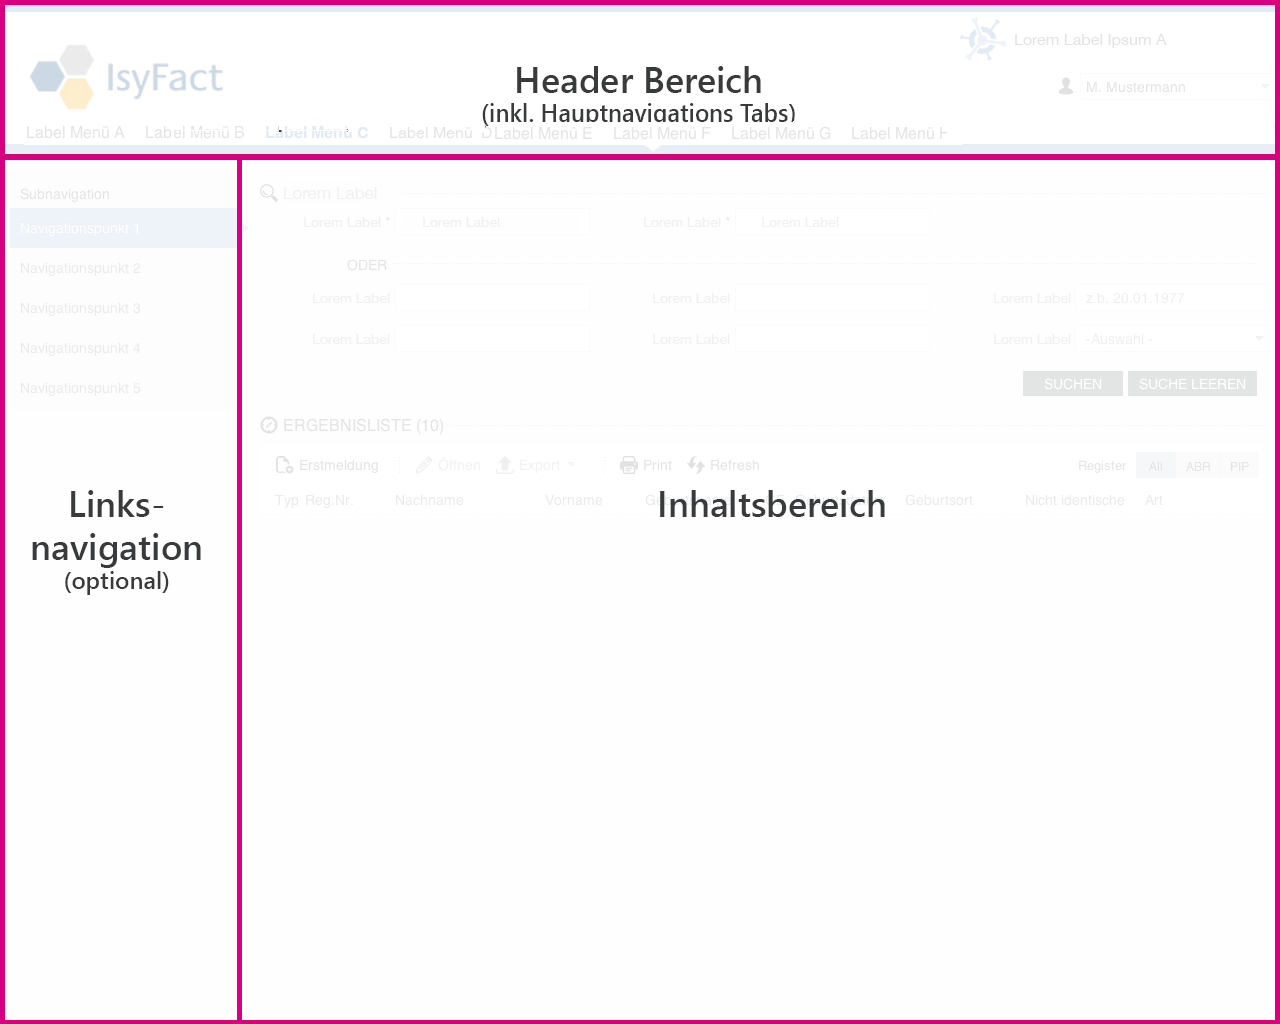 Lorem Label Ipsum A
IsyFact
Header Bereich
(inkl. Hauptnavigations Tabs)
M. Mustermann
Label Menü A Label Menü B Label Menü C Label Menü D Label Menü E Label Menü F Label Menü G Label Menü H
Subnavigation
Navigationspunkt 1
Navigationspunkt 2
Navigationspunkt 3
Navigationspunkt 4
Navigationspunkt 5
Links-
navigation
(optional)
Lorem Label
Lorem Label * Lorem Label Lorem Label * Lorem Label
ODER
Lorem Label Lorem Label Lorem Label z.b. 20.01.1977
Lorem Label Lorem Label Lorem Label -Auswahl -
SUCHEN SUCHE LEEREN
ERGEBNISLISTE (10)
Erstmeldung Öffnen Export Print Refresh Register All ABR PIP
Typ Reg.Nr. Nachname Vorname Geburtsort Nicht identische Art
Inhaltsbereich